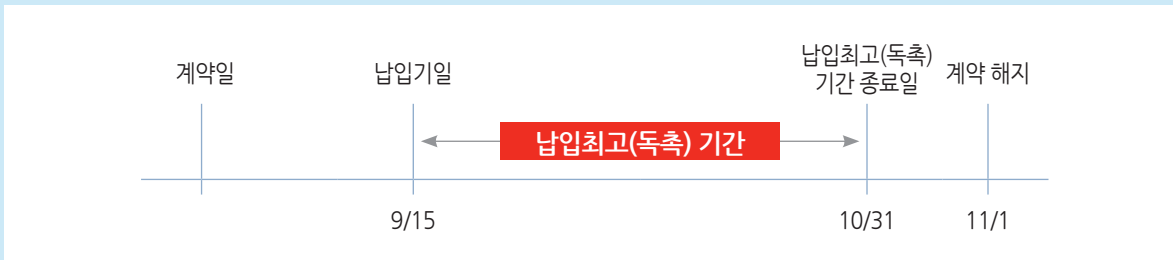 계약일
납입기일
납입최고(독촉)
기간 종료일
계약 해지
납입최고(독촉) 기간
9/15
10/31
11/1